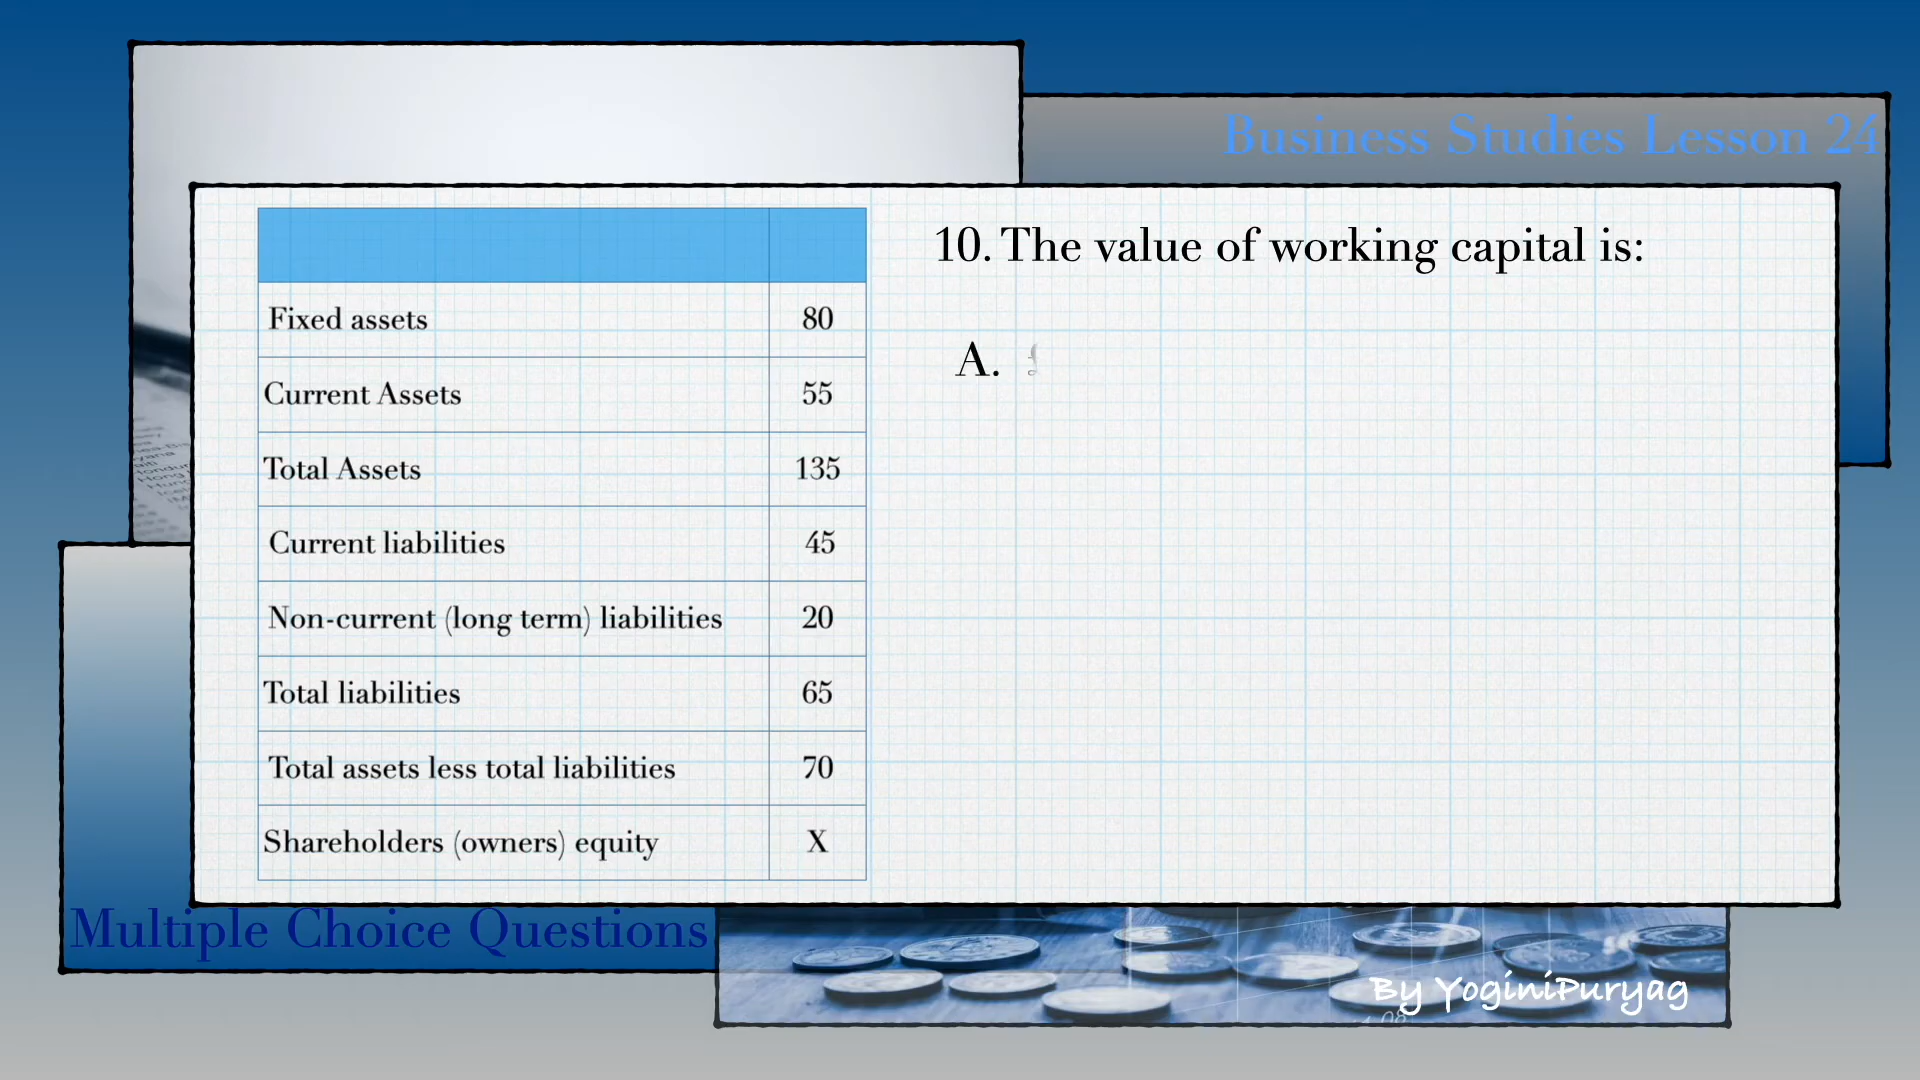 Business Studies Lesson 24
10. The value of working capital is:
A.
Fixed assets 80
Current Assets 55
Total Assets 135
Current liabilities 45
Non-current (long term) liabilities 20
Total liabilities 65
Total assets less total liabilities 70
Shareholders (owners) equity X
Multiple Choice Questions
By YoginiPuryag